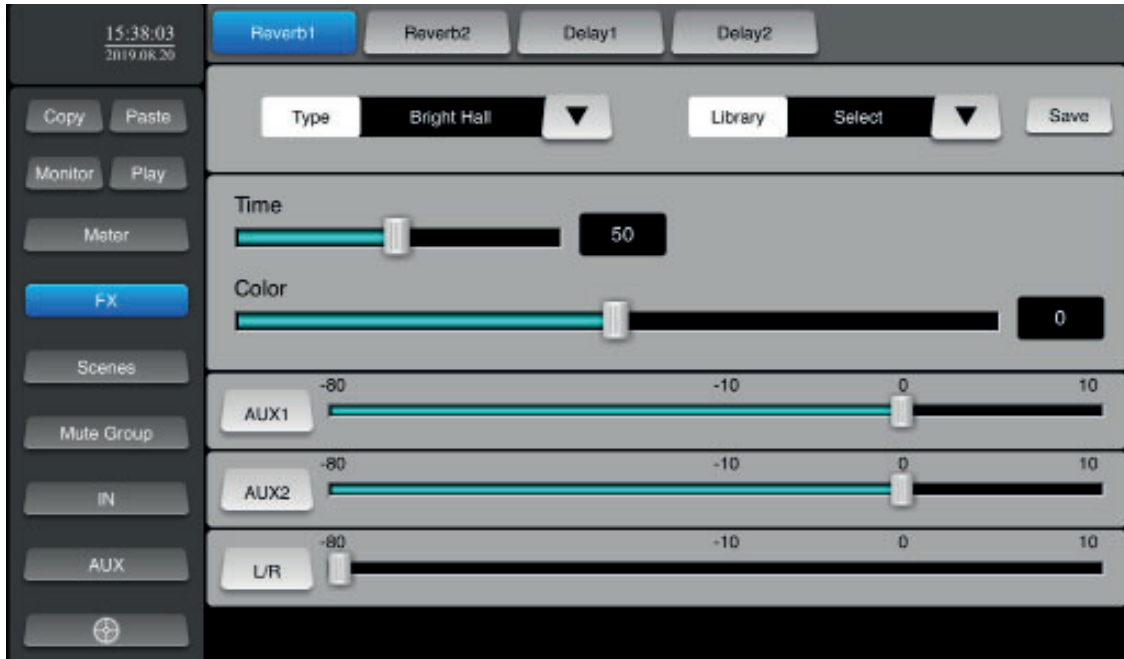 15:38:03
2019.08.20
Reverb1 Reverb2 Delay1 Delay2
Copy Paste
Type Bright Hall Library Select Save
Monitor Play
Time
Meter
50
Color
FX
0
Scenes
-80 -10 0 10
AUX1
Mute Group
-80 -10 0 10
AUX2
IN
-80 -10 0 10
AUX
L/R